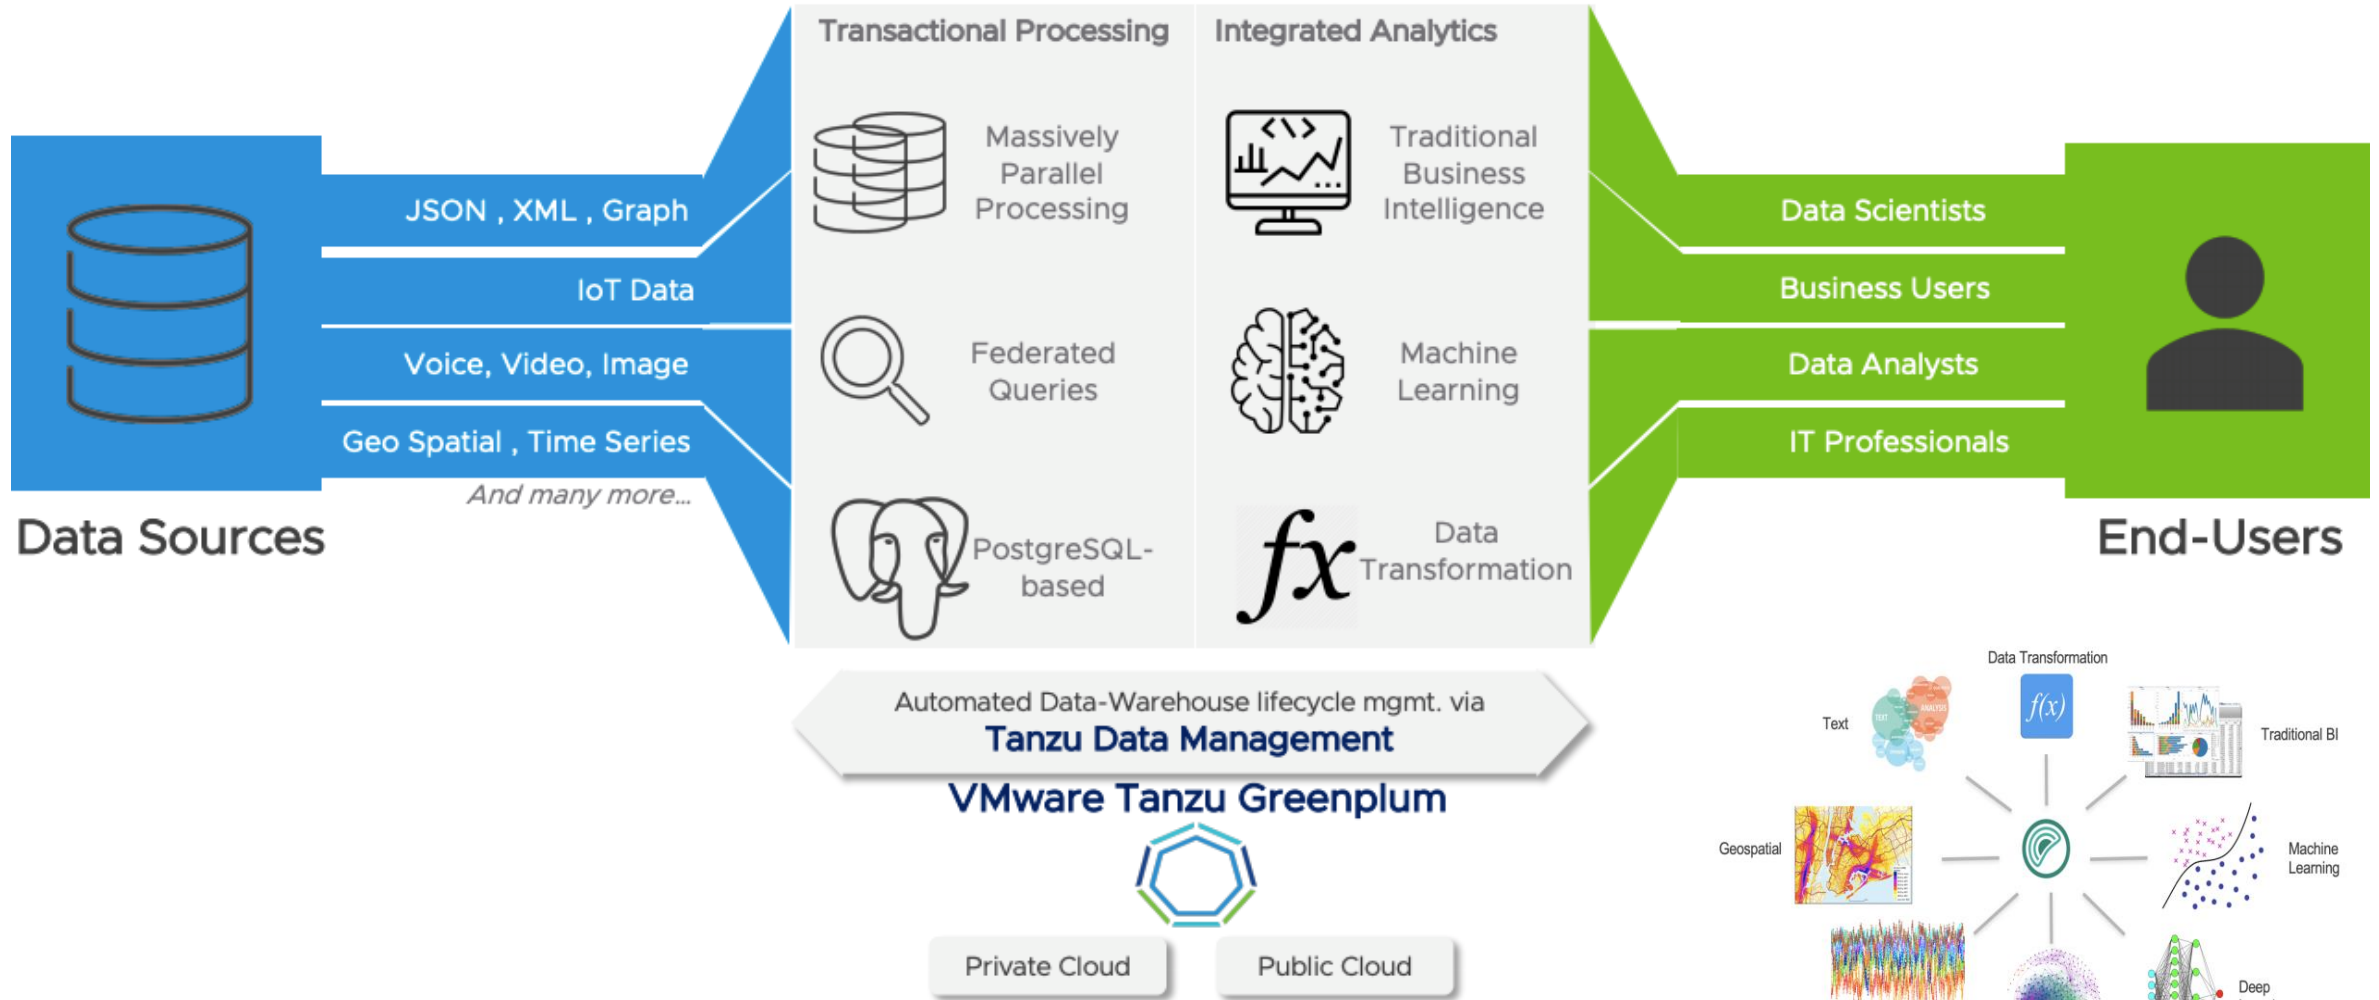 Transactional Processing
Integrated Analytics
Massively
Parallel
Processing
Traditional
Business
Intelligence
JSON , XML , Graph
IoT Data
Voice, Video, Image
Geo Spatial , Time Series
And many more...
Data Sources
Federated
Queries
Machine
Learning
PostgreSQL-
based
fx
Data
Transformation
Data Scientists
Business Users
Data Analysts
IT Professionals
End-Users
Automated Data-Warehouse lifecycle mgmt. via
Tanzu Data Management
VMware Tanzu Greenplum
Private Cloud
Public Cloud
Data Transformation
f(x)
Text
TEXT
ANALYSIS
Traditional BI
Geospatial
Machine
Learning
Deep